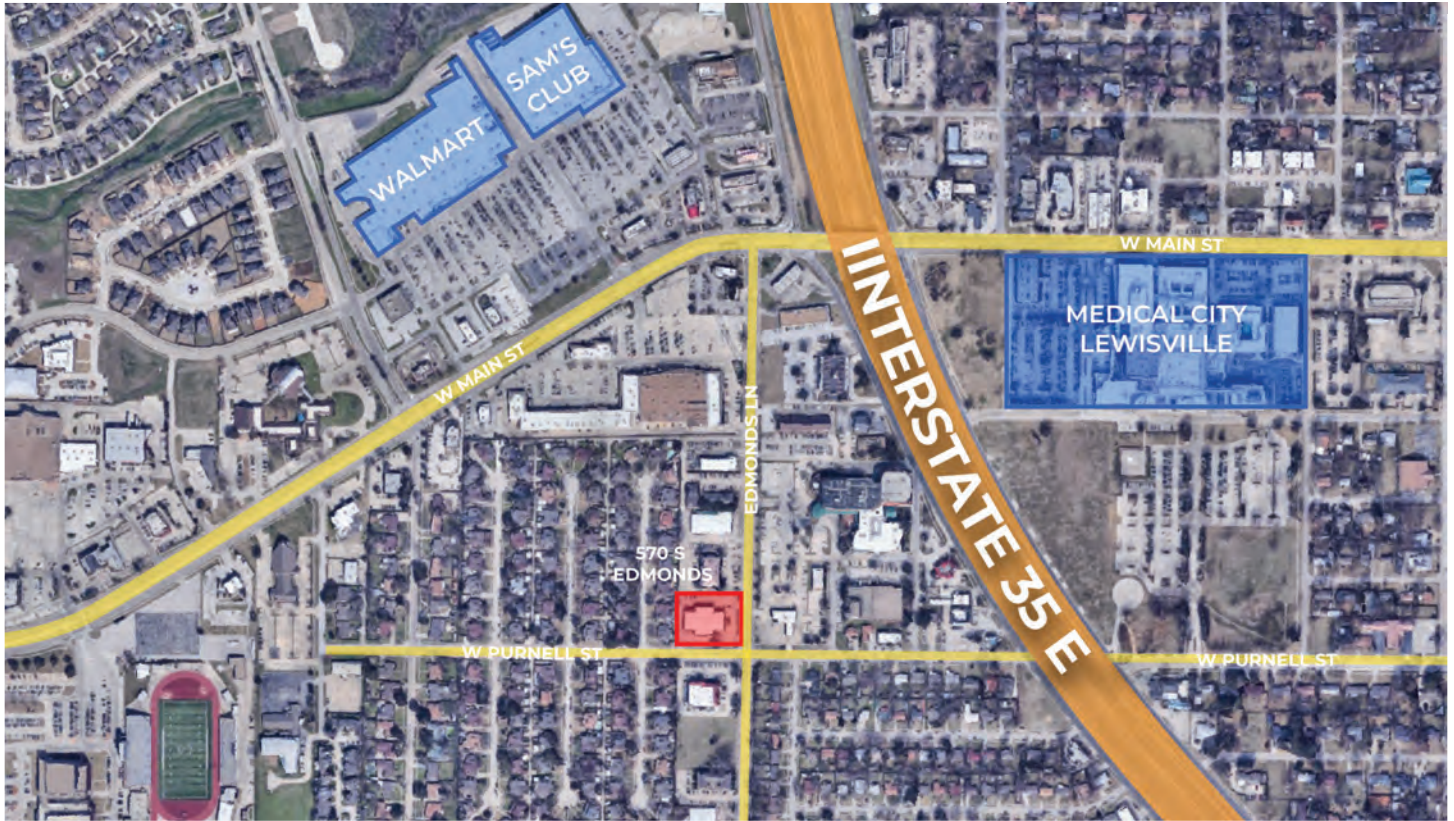 SAM'S
CLUB
WALMART
W MAIN ST
MEDICAL CITY
LEWISVILLE
IINTERSTATE 35 E
W MAIN ST
EDMONDS LN
570 S
EDMONDS
W PURNELL ST
W PURNELL ST